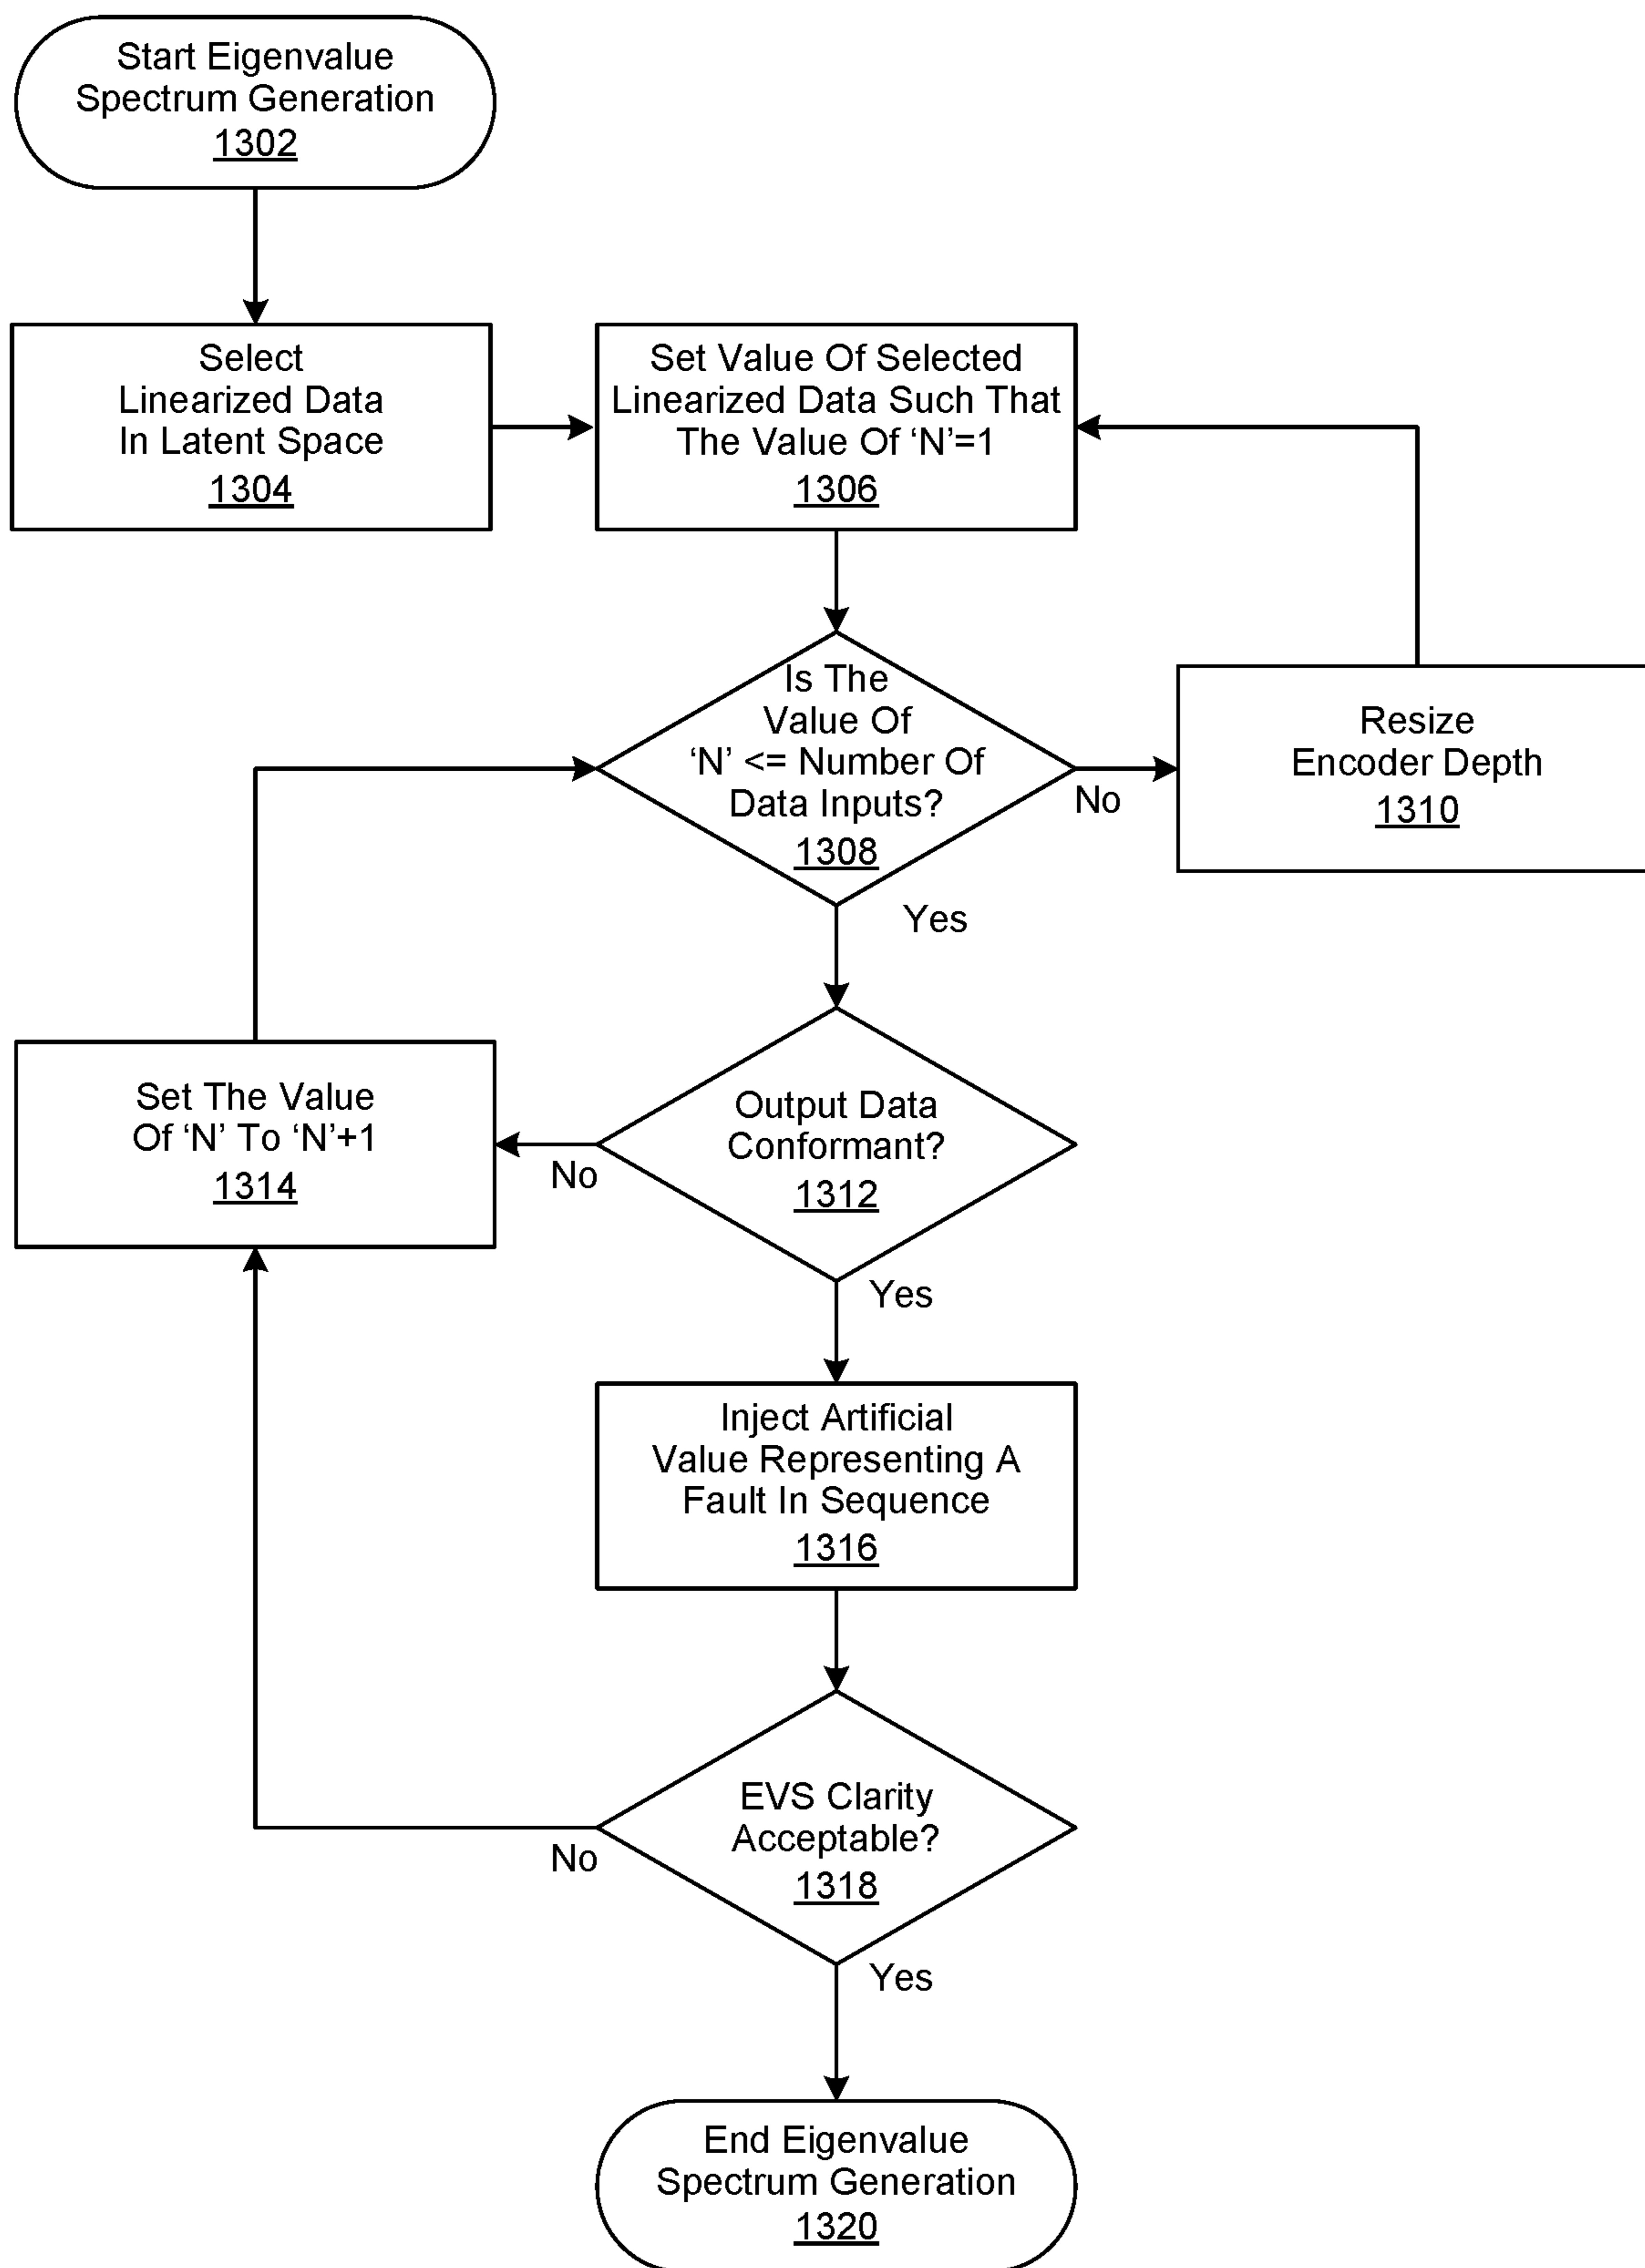 Start Eigenvalue
Spectrum Generation
1302
Select
Linearized Data
In Latent Space
1304
Set Value Of Selected
Linearized Data Such That
The Value Of ‘N’=1
1306
Is The
Value Of
‘N’ <= Number Of
Data Inputs?
1308
No
Yes
Resize
Encoder Depth
1310
Output Data
Conformant?
1312
No
Yes
Set The Value
Of ‘N’ To ‘N’+1
1314
Inject Artificial
Value Representing A
Fault In Sequence
1316
EVS Clarity
Acceptable?
1318
No
Yes
End Eigenvalue
Spectrum Generation
1320